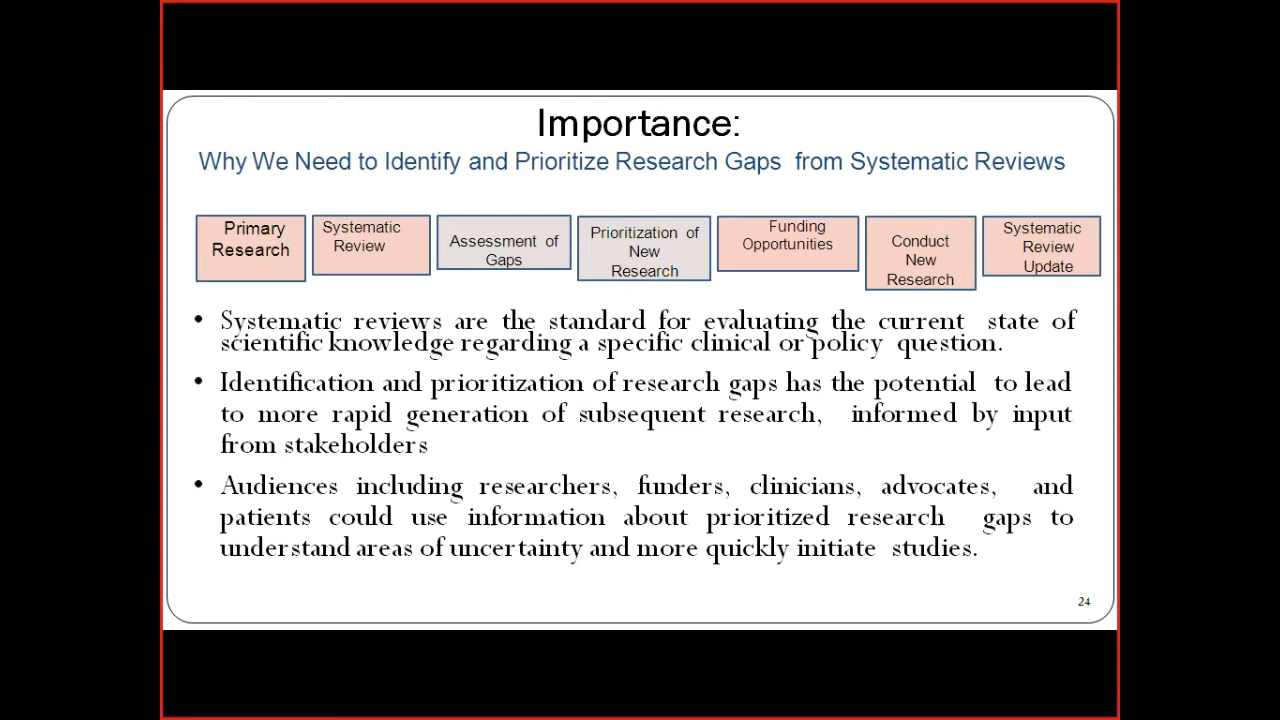 Importance:
Why We Need to Identify and Prioritize Research Gaps from Systematic Reviews
Primary
Research
Systematic
Review
Assessment of
Gaps
Prioritization of
New
Research
Funding
Opportunities
Conduct
New
Research
Systematic
Review
Update
• Systematic reviews are the standard for evaluating the current state of
scientific knowledge regarding a specific clinical or policy question.
• Identification and prioritization of research gaps has the potential to lead
to more rapid generation of subsequent research, informed by input
from stakeholders
• Audiences including researchers, funders, clinicians, advocates, and
patients could use information about prioritized research gaps to
understand areas of uncertainty and more quickly initiate studies.
24